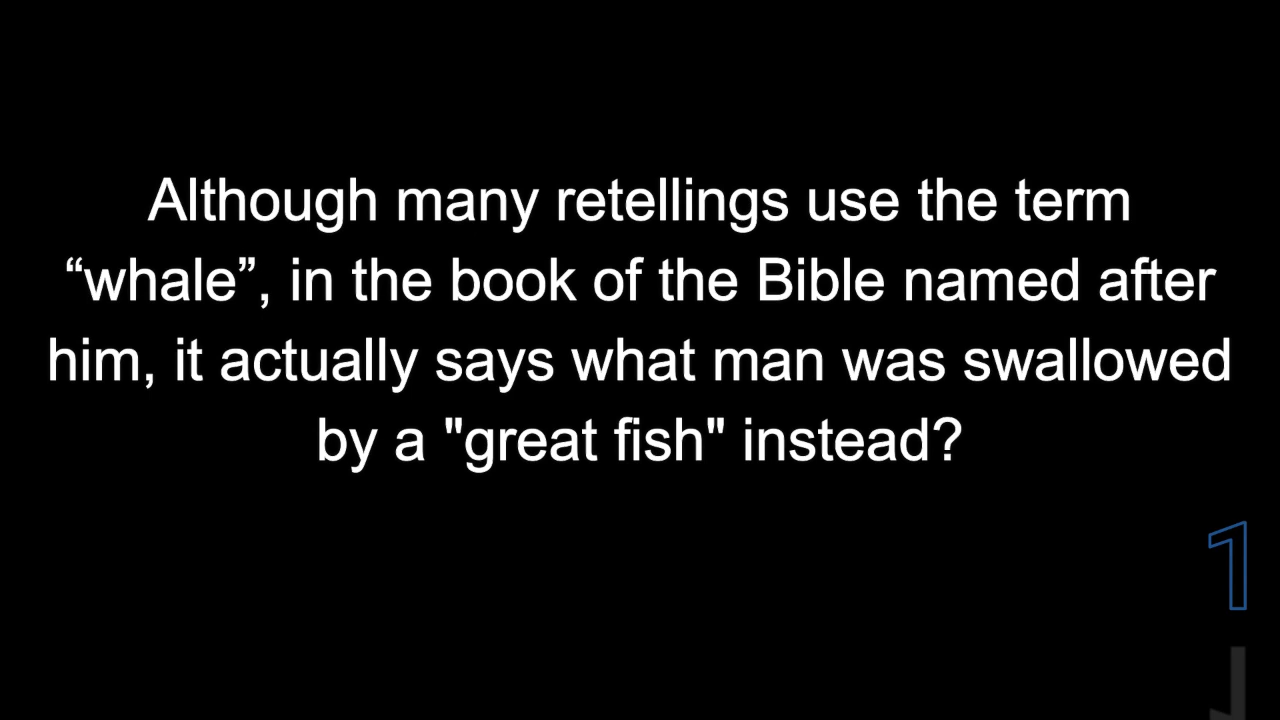 Although many retellings use the term
“whale”, in the book of the Bible named after
him, it actually says what man was swallowed
by a "great fish" instead?
1